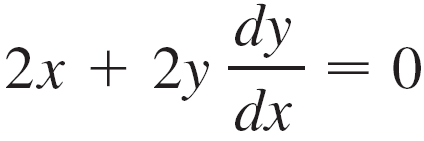 2x + 2y dy/dx = 0